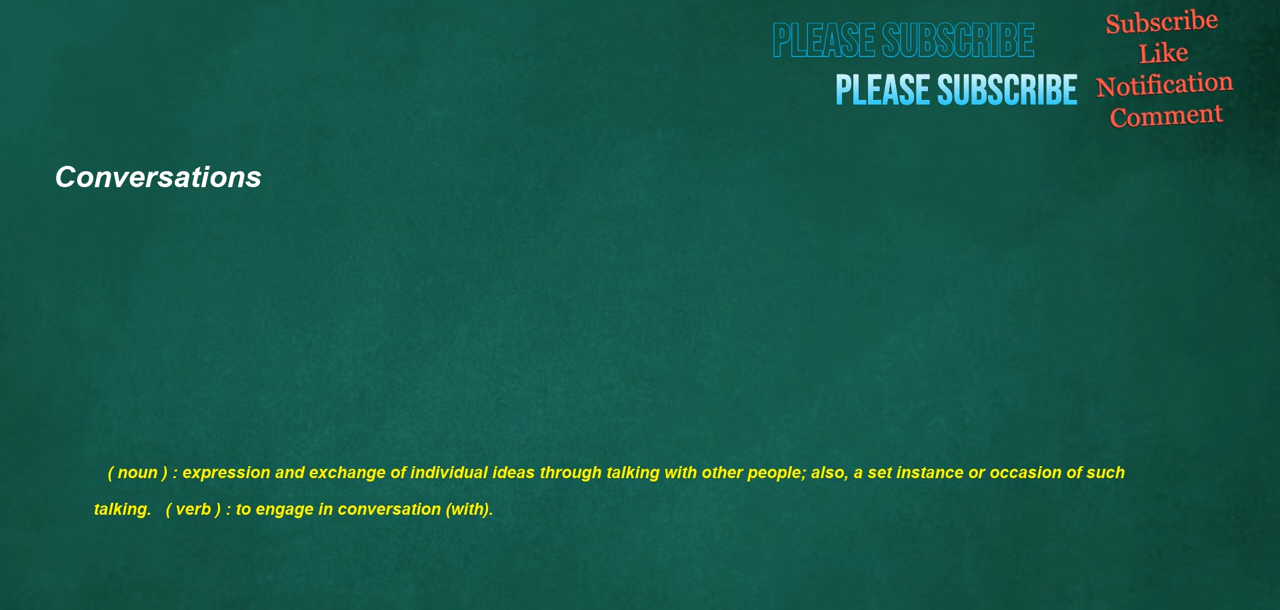 PLEASE SUBSCRIBE
PLEASE SUBSCRIBE
Subscribe
Like
Notification
Comment
Conversations
( noun ) : expression and exchange of individual ideas through talking with other people; also, a set instance or occasion of such
talking. ( verb ) : to engage in conversation (with).